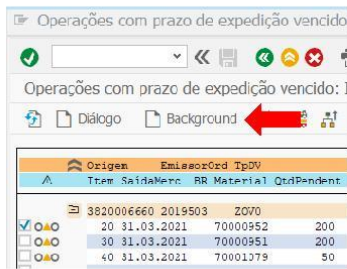 Operações com prazo de expedição vencido
Operações com prazo de expedição vencido: I
Diálogo Background
Origem EmissorOrd TpDV
Item SaídaMerc BR Material QtdPendent
3820006660 2019503 ZOVO
20 31.03.2021 70000952 200
30 31.03.2021 70000951 200
40 31.03.2021 70001079 50